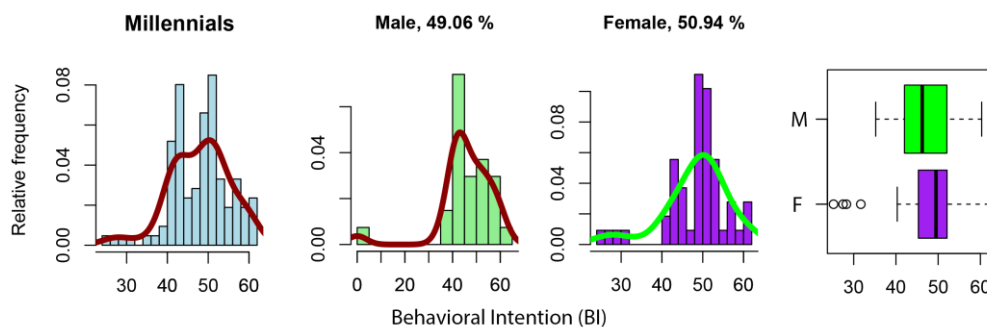 Millennials
Male, 49.06 %
Female, 50.94 %
Relative frequency
0.00 0.04 0.08
30 40 50 60
0.00 0.04
0 20 40 60
0.00 0.04 0.08
30 40 50 60
M
F
30 40 50 60
Behavioral Intention (BI)